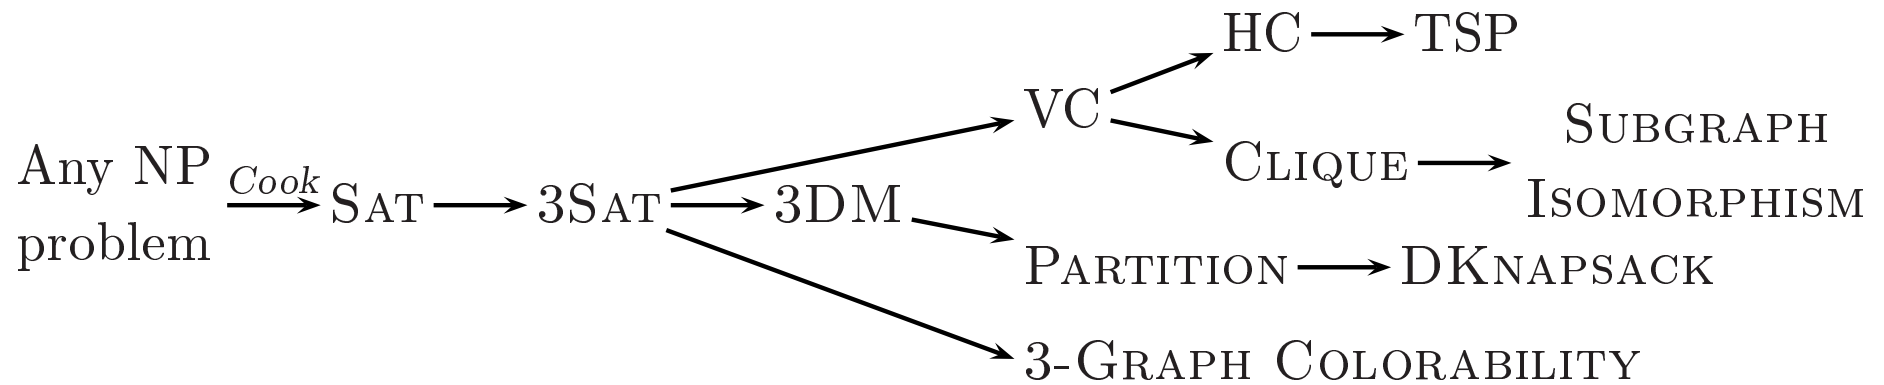 Any NP
problem
Cook
SAT
3SAT
3DM
VC
HC
TSP
CLIQUE
SUBGRAPH
ISOMORPHISM
PARTITION
DKNAPSACK
3-GRAPH COLORABILITY